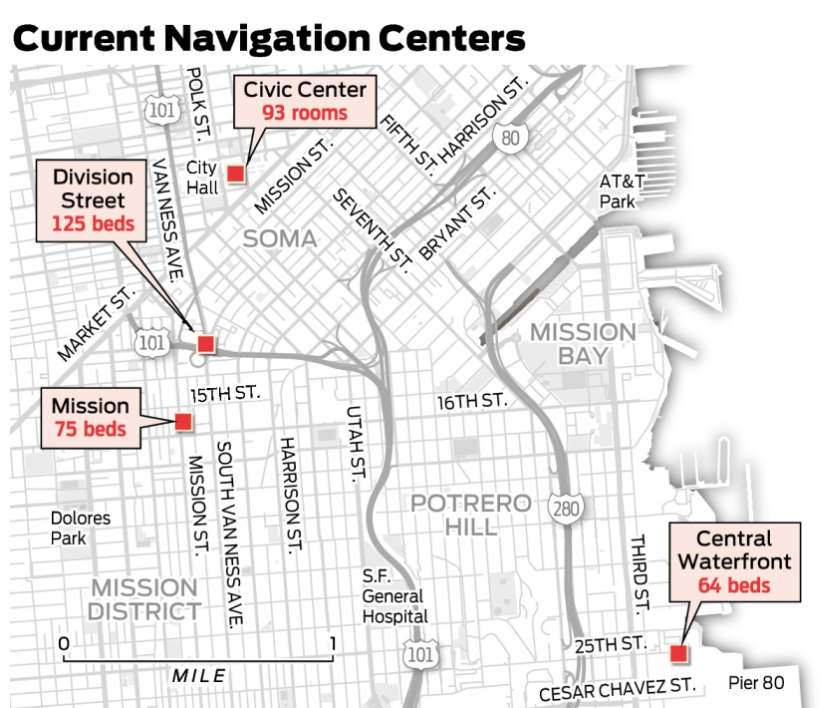 Current Navigation Centers
POLK ST.
101
Civic Center
93 rooms
FIFTH ST.
HARRISON ST.
80
City
Hall
MISSION ST.
Division
Street
125 beds
VAN NESS AVE.
AT&T
Park
SOMA
SEVENTH ST.
BRYANT ST.
MARKET ST.
101
MISSION
BAY
15TH ST.
16TH ST.
Mission
75 beds
UTAH ST.
MISSION ST.
SOUTH VAN NESS AVE.
HARRISON ST.
POTRERO
HILL
280
Dolores
Park
Central
Waterfront
64 beds
THIRD ST.
MISSION
DISTRICT
S.F.
General
Hospital
0 1
MILE
101
25TH ST.
CESAR CHAVEZ ST.
Pier 80